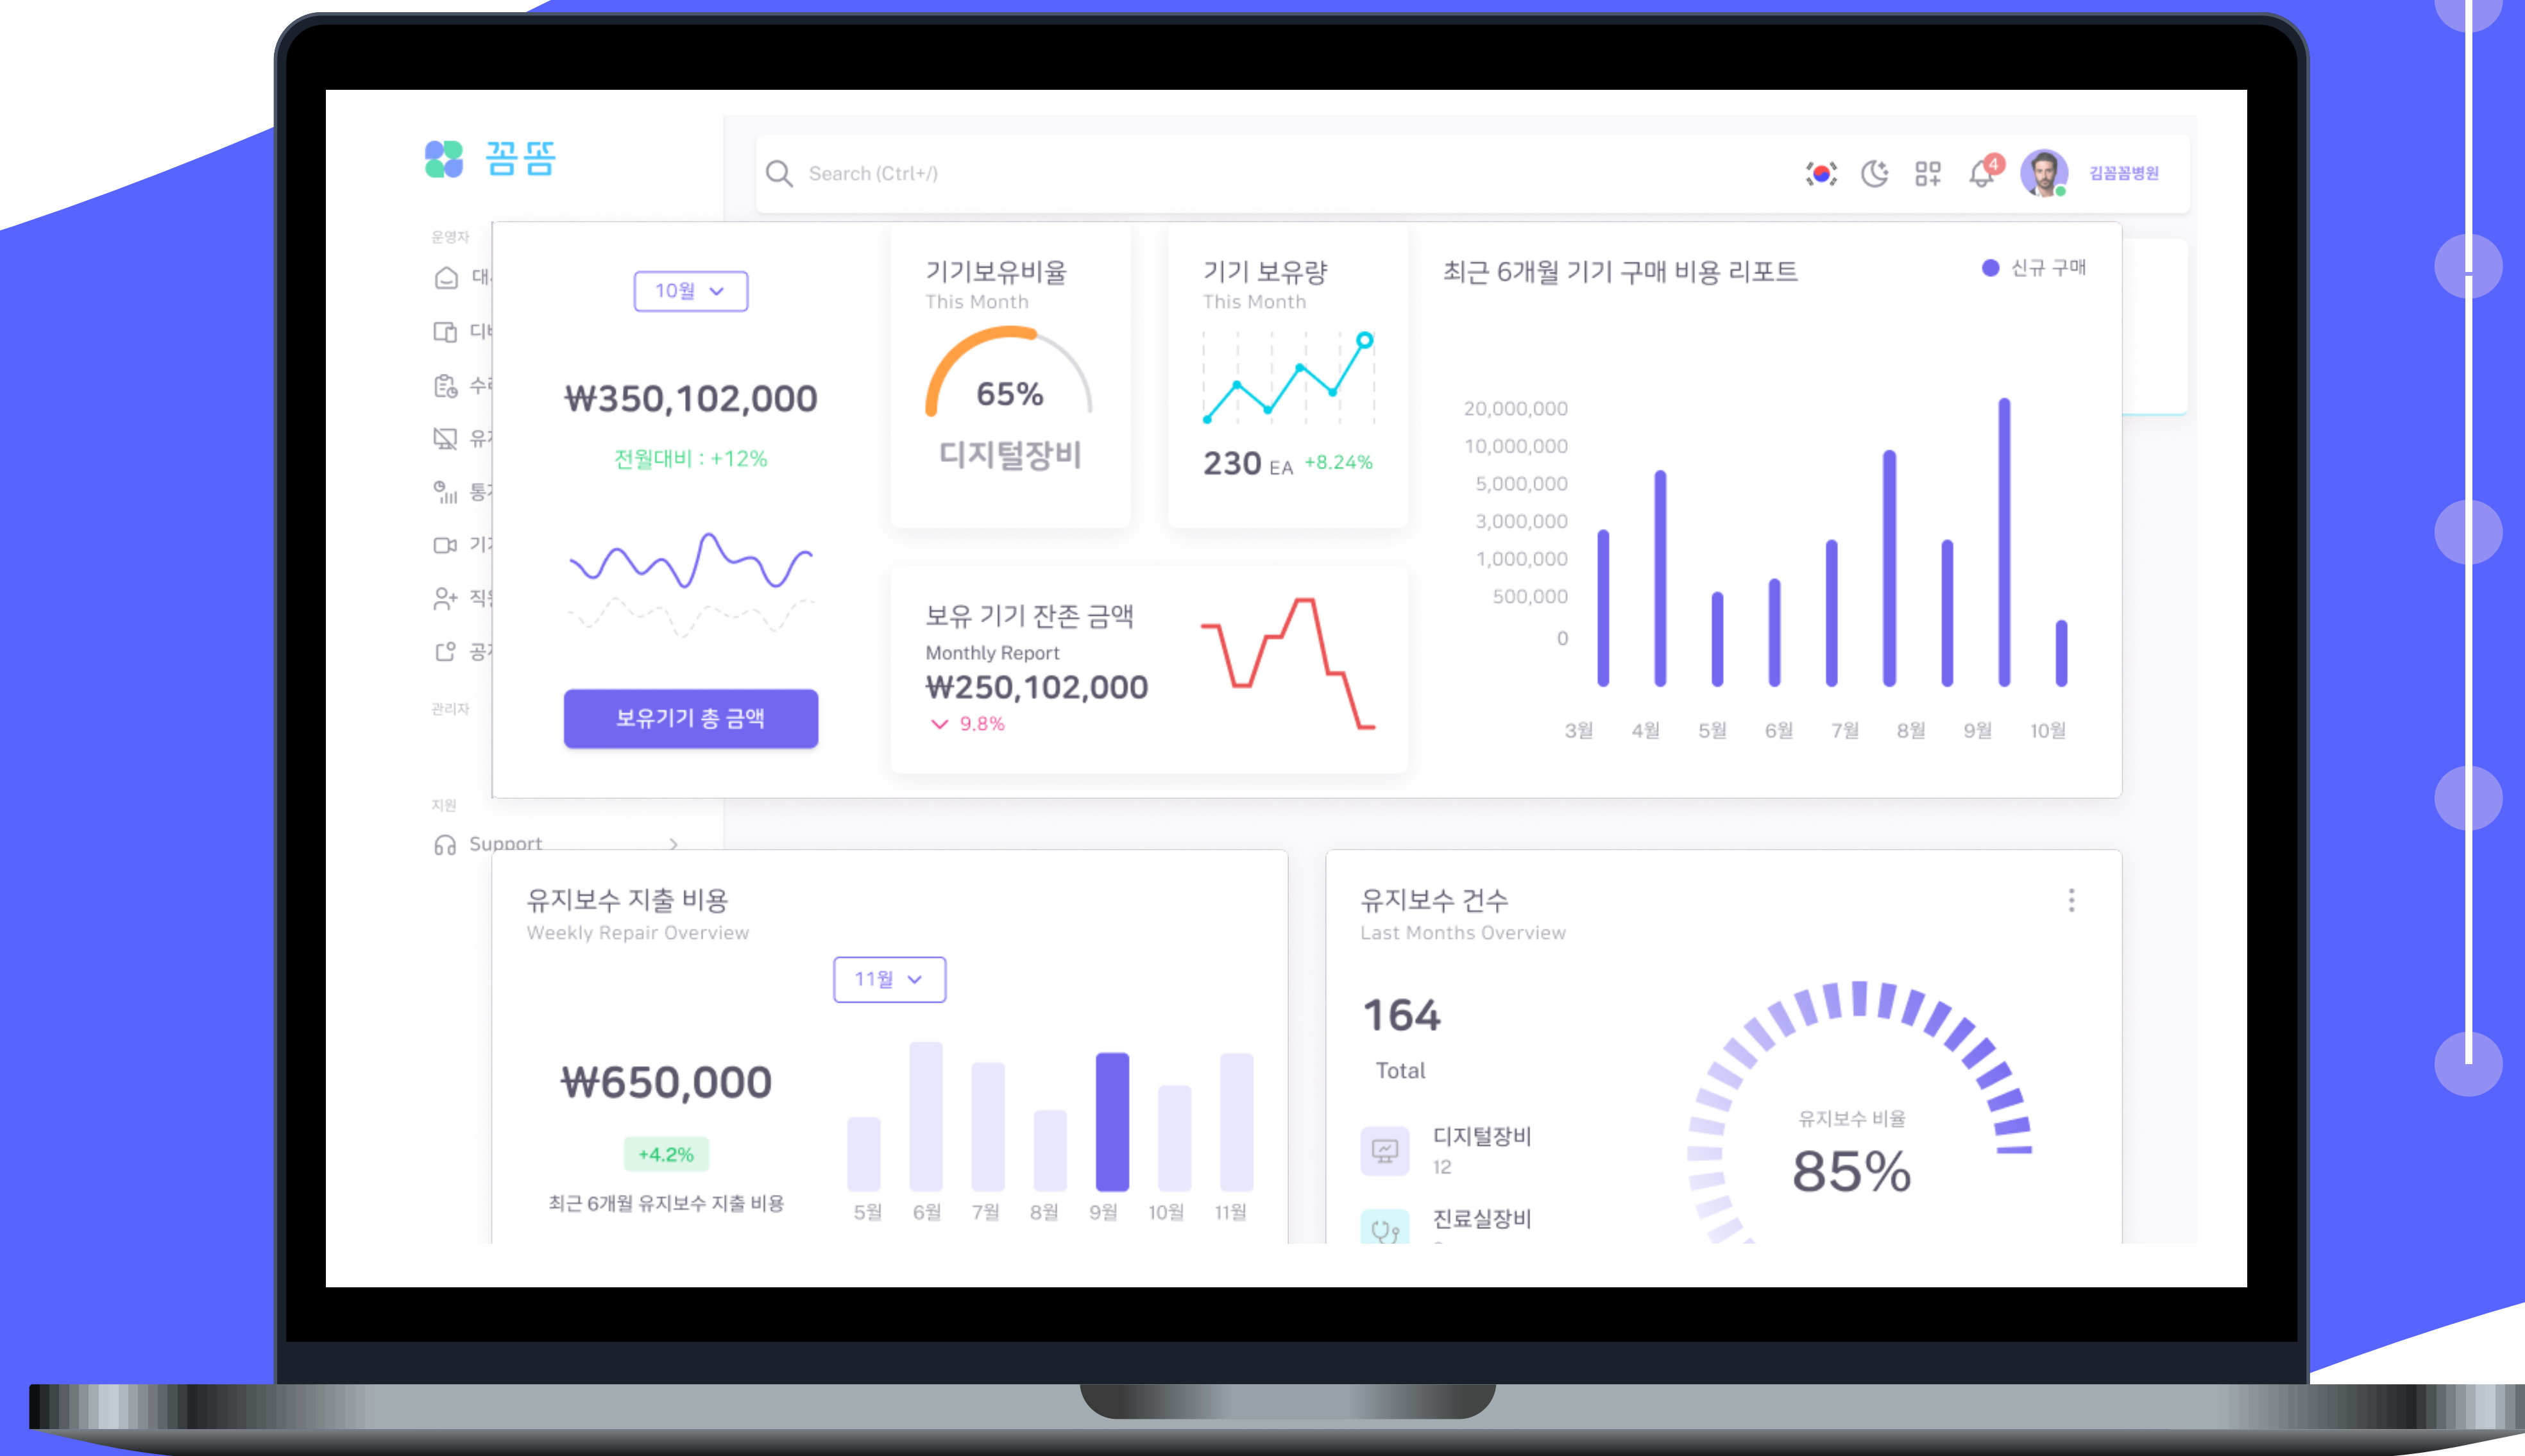 꼼똠
Search (Ctrl+/)
4
김꼼꼼병원
운영자
관리자
지원
Support
10월
₩350,102,000
전월대비 : +12%
보유기기 총 금액
기기보유비율
This Month
65%
디지털장비
기기 보유량
This Month
230 EA +8.24%
보유 기기 잔존 금액
Monthly Report
₩250,102,000
9.8%
최근 6개월 기기 구매 비용 리포트
신규 구매
20,000,000
10,000,000
5,000,000
3,000,000
1,000,000
500,000
0
3월 4월 5월 6월 7월 8월 9월 10월
유지보수 지출 비용
Weekly Repair Overview
11월
₩650,000
+4.2%
최근 6개월 유지보수 지출 비용
5월 6월 7월 8월 9월 10월 11월
유지보수 건수
Last Months Overview
164
Total
디지털장비
12
진료실장비
유지보수 비율
85%